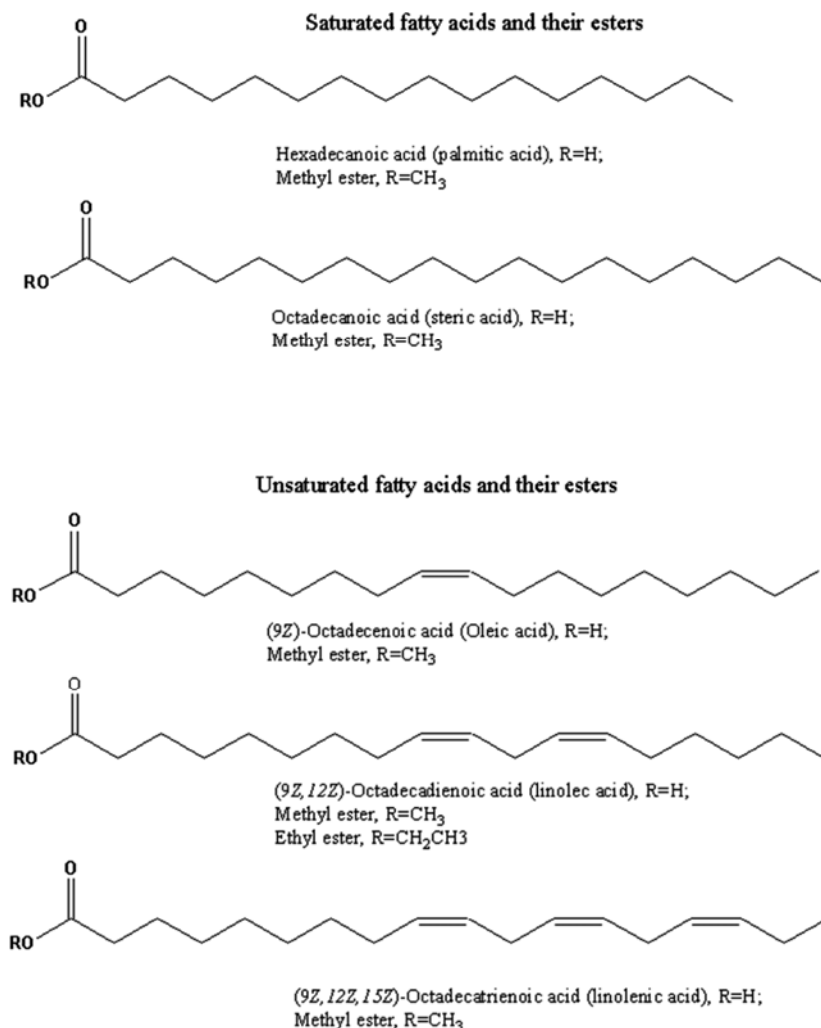 Saturated fatty acids and their esters
O
RO
Hexadecanoic acid (palmitic acid), R=H;
Methyl ester, R=CH3
O
RO
Octadecanoic acid (steric acid), R=H;
Methyl ester, R=CH3
Unsaturated fatty acids and their esters
O
RO
(9Z)-Octadecenoic acid (Oleic acid), R=H;
Methyl ester, R=CH3
O
RO
(9Z,12Z)-Octadecadienoic acid (linolec acid), R=H;
Methyl ester, R=CH3
Ethyl ester, R=CH2CH3
O
RO
(9Z,12Z,15Z)-Octadecatrienoic acid (linolenic acid), R=H;
Methyl ester, R=CH3